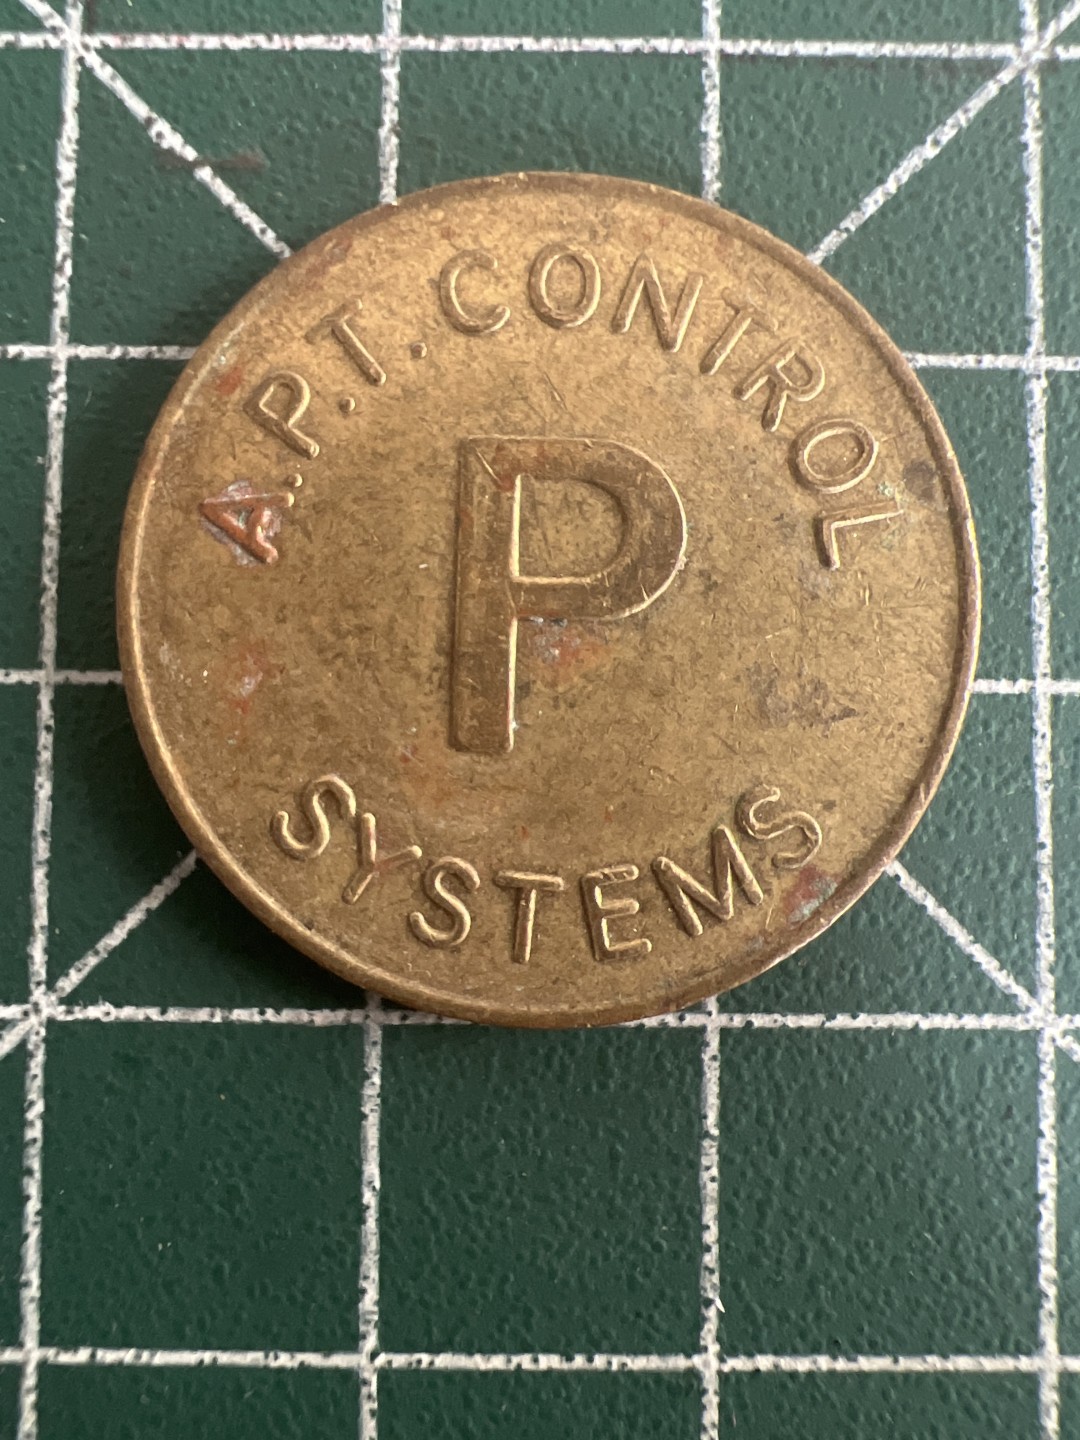 A.P.T. CONTROL
P
SYSTEMS